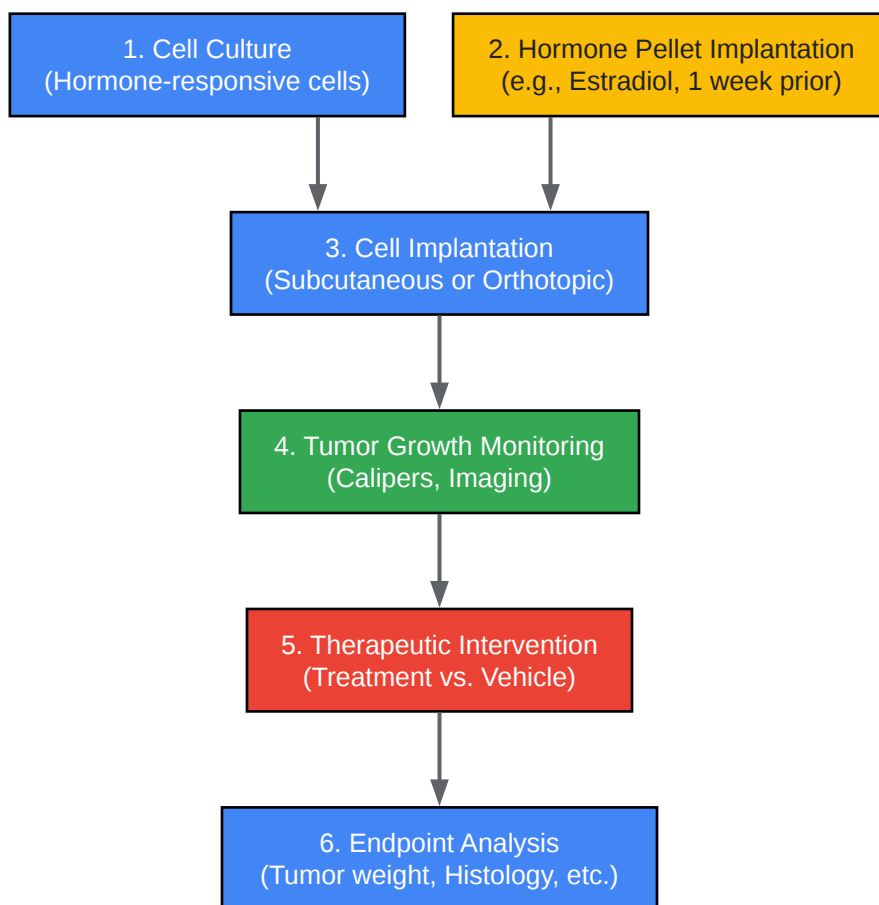 1. Cell Culture
(Hormone-responsive cells)
2. Hormone Pellet Implantation
(e.g., Estradiol, 1 week prior)
3. Cell Implantation
(Subcutaneous or Orthotopic)
4. Tumor Growth Monitoring
(Calipers, Imaging)
5. Therapeutic Intervention
(Treatment vs. Vehicle)
6. Endpoint Analysis
(Tumor weight, Histology, etc.)